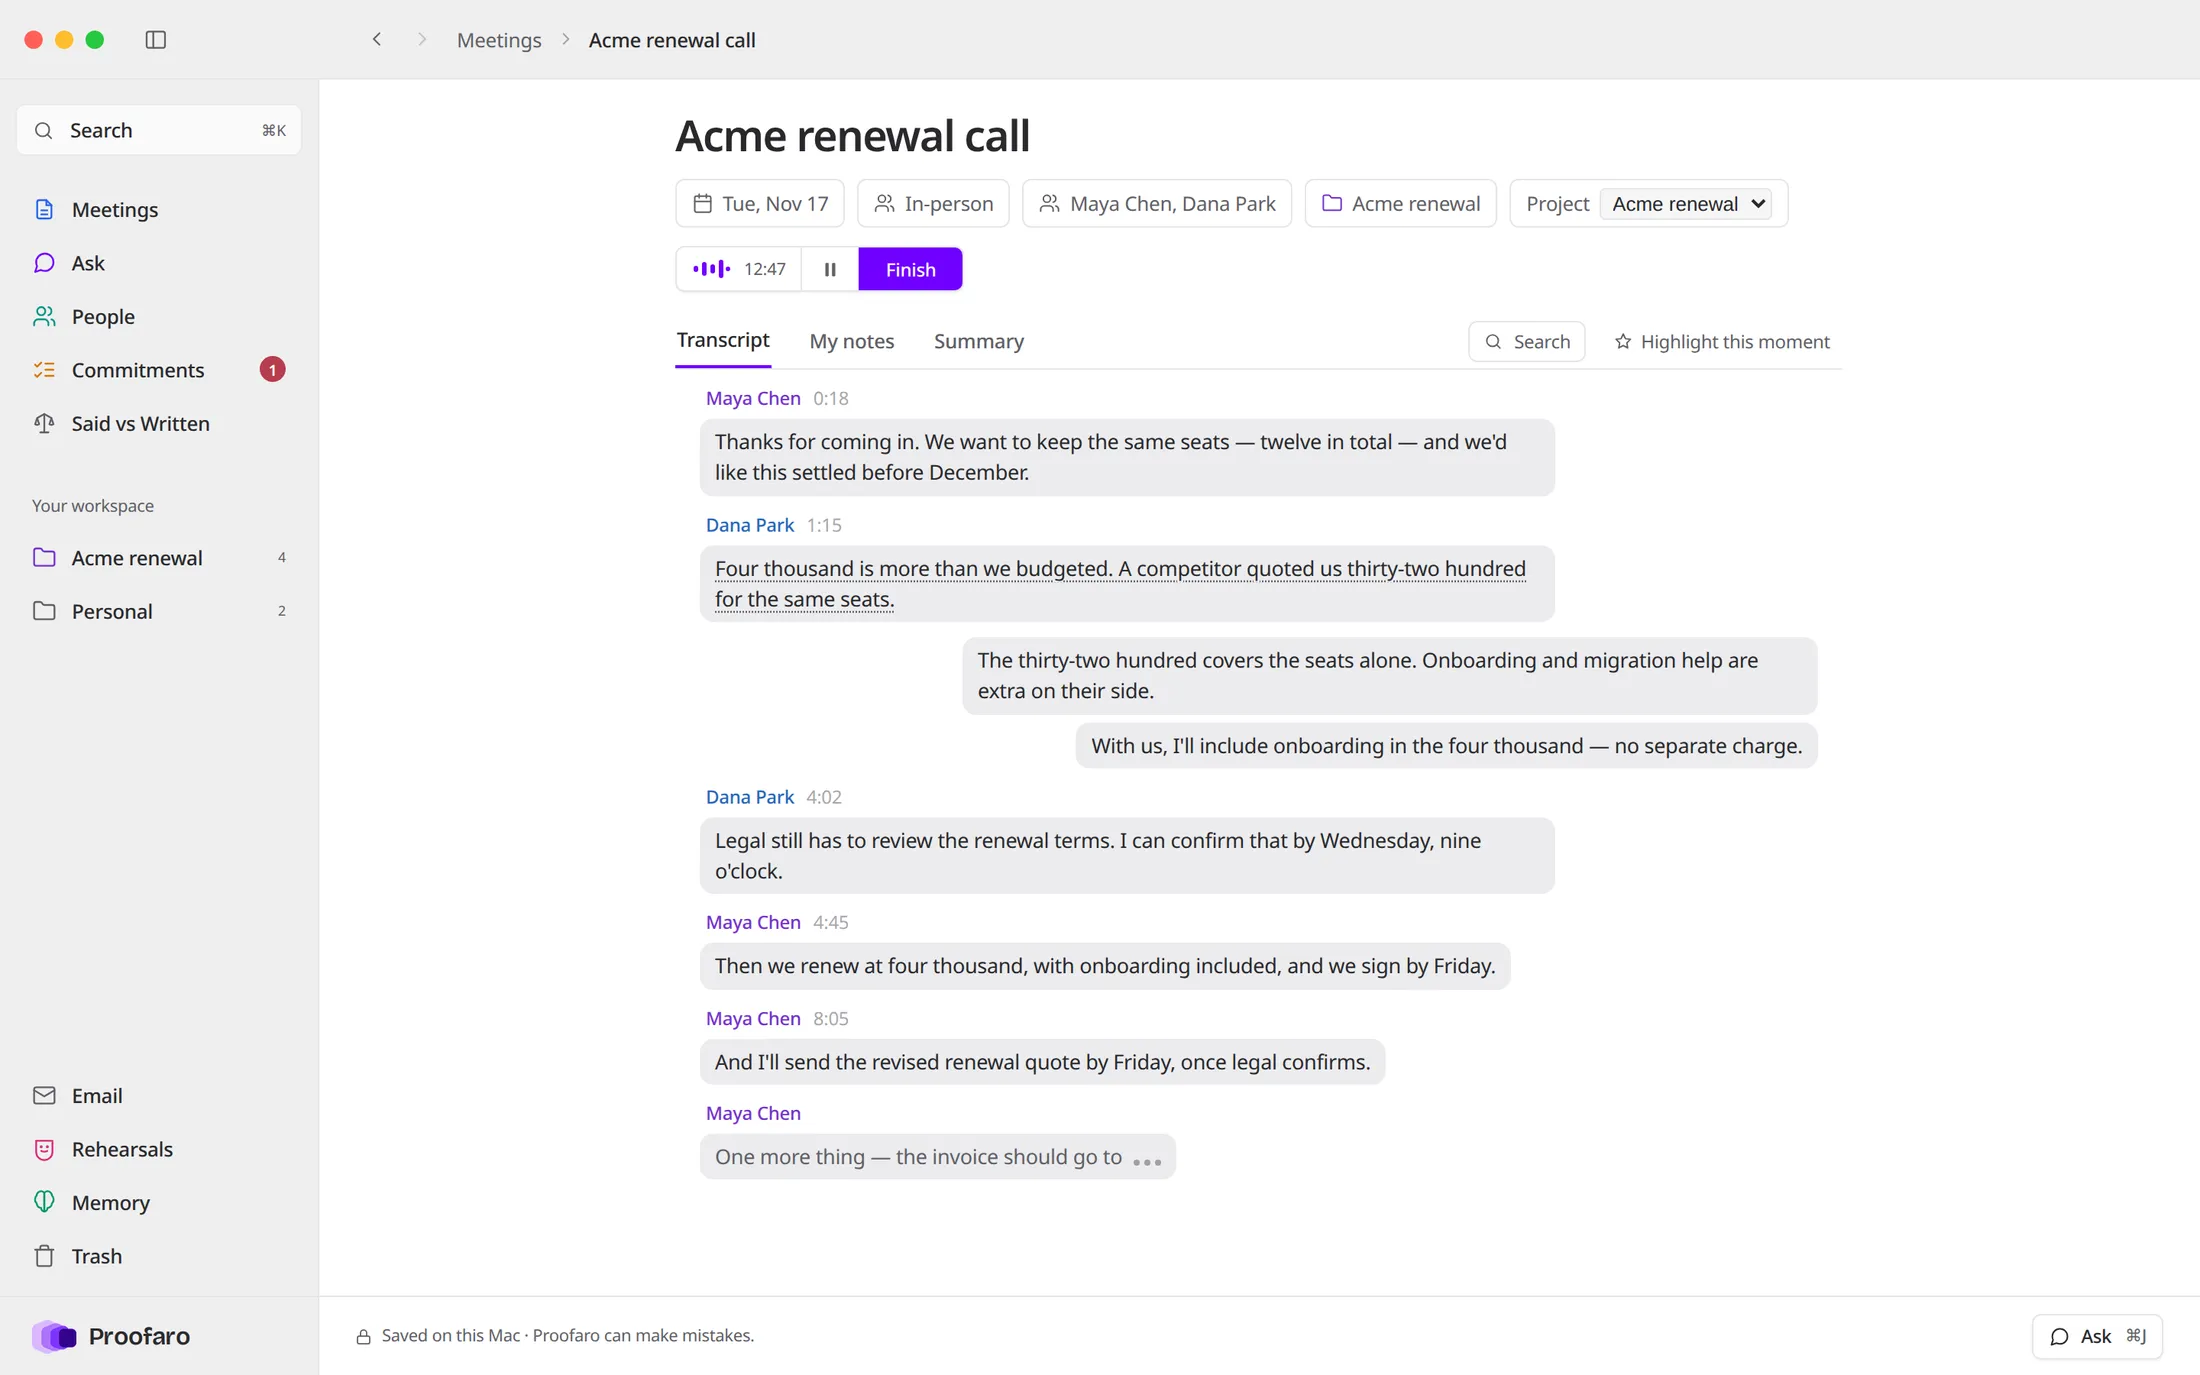 Meetings
Acme renewal call
Search ⌘K
Meetings
Ask
People
Commitments 1
Said vs Written
Your workspace
Acme renewal 4
Personal 2
Email
Rehearsals
Memory
Trash
Proofaro
Acme renewal call
Tue, Nov 17
In-person
Maya Chen, Dana Park
Acme renewal
Project Acme renewal
12:47
Finish
Transcript
My notes
Summary
Search
Highlight this moment
Maya Chen 0:18
Thanks for coming in. We want to keep the same seats — twelve in total — and we'd
like this settled before December.
Dana Park 1:15
Four thousand is more than we budgeted. A competitor quoted us thirty-two hundred
for the same seats.
The thirty-two hundred covers the seats alone. Onboarding and migration help are
extra on their side.
With us, I'll include onboarding in the four thousand — no separate charge.
Dana Park 4:02
Legal still has to review the renewal terms. I can confirm that by Wednesday, nine
o'clock.
Maya Chen 4:45
Then we renew at four thousand, with onboarding included, and we sign by Friday.
Maya Chen 8:05
And I'll send the revised renewal quote by Friday, once legal confirms.
Maya Chen
One more thing — the invoice should go to ...
Saved on this Mac · Proofaro can make mistakes.
Ask ⌘J